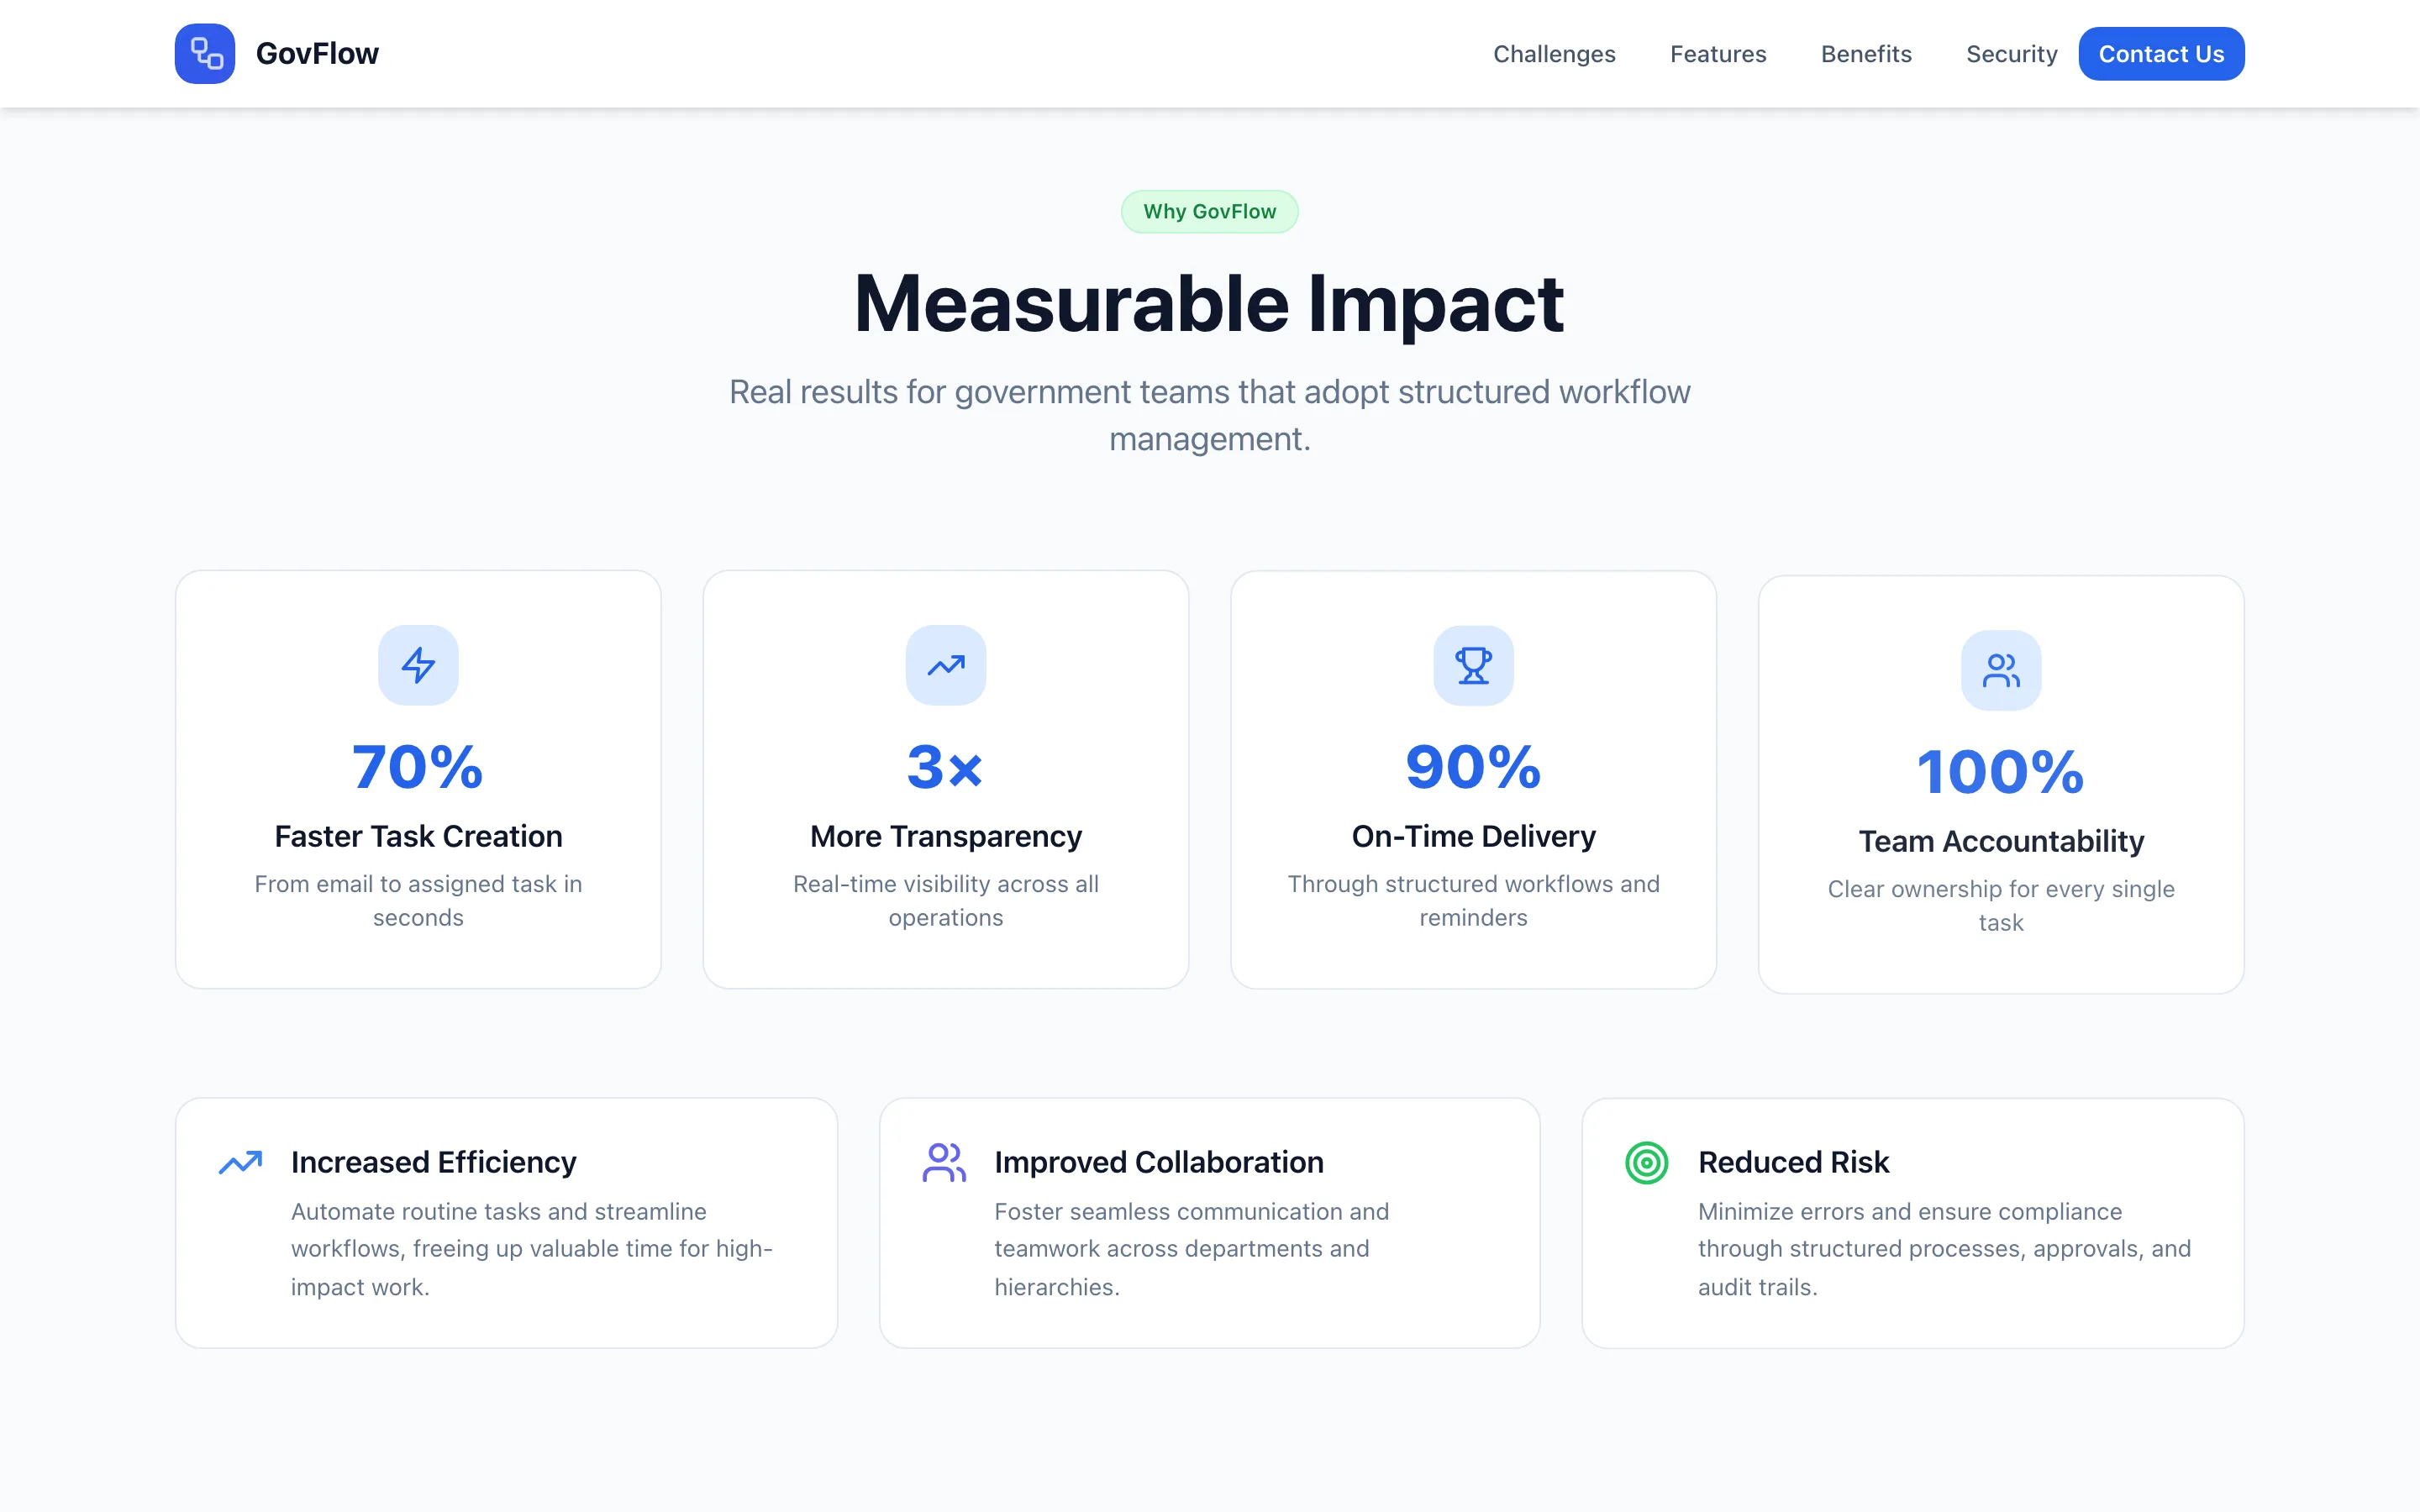 GovFlow
Challenges
Features
Benefits
Security
Contact Us
Why GovFlow
Measurable Impact
Real results for government teams that adopt structured workflow
management.
70%
Faster Task Creation
From email to assigned task in
seconds
3×
More Transparency
Real-time visibility across all
operations
90%
On-Time Delivery
Through structured workflows and
reminders
100%
Team Accountability
Clear ownership for every single
task
Increased Efficiency
Automate routine tasks and streamline
workflows, freeing up valuable time for high-
impact work.
Improved Collaboration
Foster seamless communication and
teamwork across departments and
hierarchies.
Reduced Risk
Minimize errors and ensure compliance
through structured processes, approvals, and
audit trails.